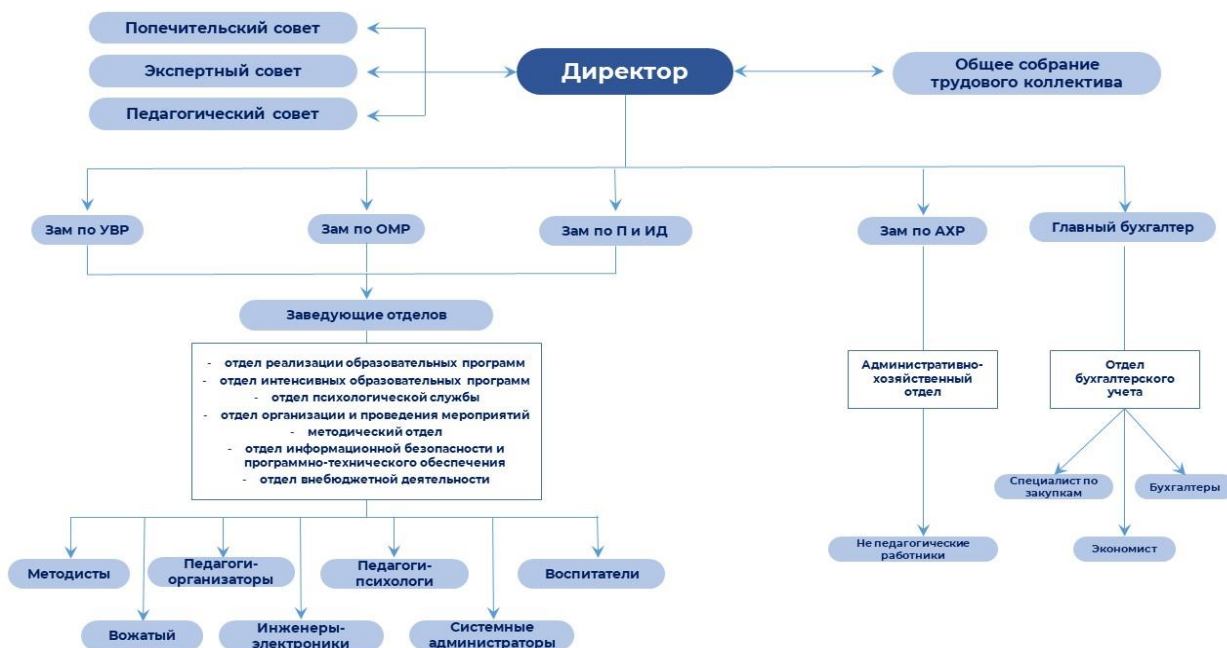 Попечительский совет
Экспертный совет
Педагогический совет
Директор
Общее собрание
трудового коллектива
Зам по УВР
Зам по ОМР
Зам по П и ИД
Зам по АХР
Главный бухгалтер
Заведующие отделов
- отдел реализации образовательных программ
- отдел интенсивных образовательных программ
- отдел психологической службы
- отдел организации и проведения мероприятий
- методический отдел
- отдел информационной безопасности и
программно-технического обеспечения
- отдел внебюджетной деятельности
Административно-
хозяйственный
отдел
Отдел
бухгалтерского
учета
Специалист по
закупкам
Бухгалтеры
Не педагогические
работники
Экономист
Методисты
Педагоги-
организаторы
Педагоги-
психологи
Воспитатели
Вожатый
Инженеры-
электроники
Системные
администраторы